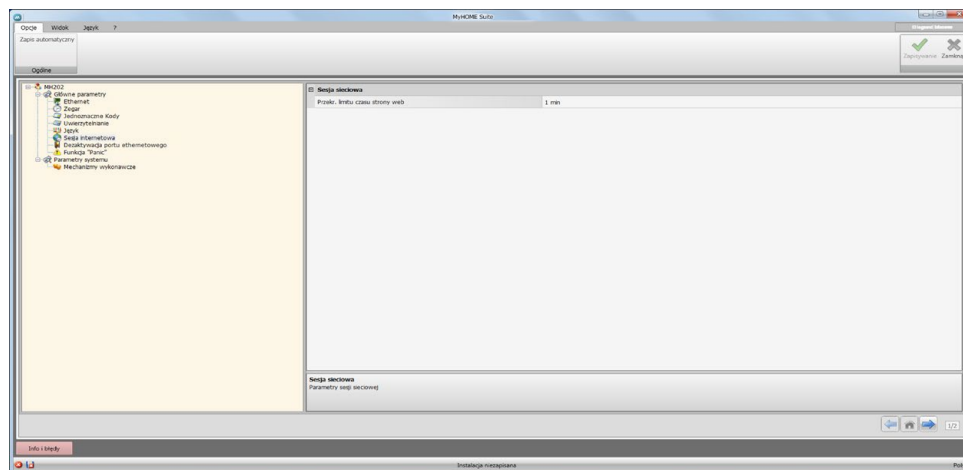 MyHOME Suite
Opcje Widok Język ?
Zapis automatyczny
Zapisywanie Zamknij
Ogólne
MH202
Główne parametry
Ethernet
Zegar
Jednoznaczne Kody
Uwierzytelnianie
Język
Sesja internetowa
Dezaktywacja portu ethernetowego
Funkcja "Panic"
Parametry systemu
Mechanizmy wykonawcze
Sesja sieciowa
Przekr. limitu czasu strony web 1 min
Sesja sieciowa
Parametry sesji sieciowej
1/2
Info i błędy
Instalacja niezapisana